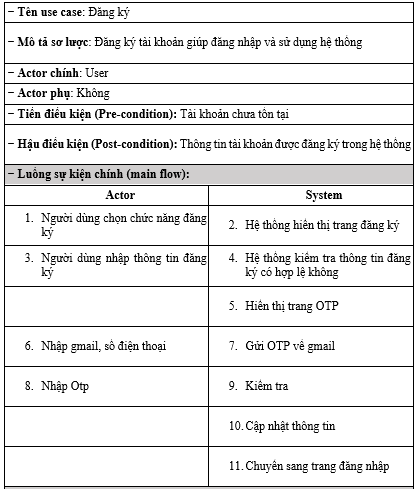 − Tên use case: Đăng ký
− Mô tả sơ lược: Đăng ký tài khoản giúp đăng nhập và sử dụng hệ thống
− Actor chính: User
− Actor phụ: Không
− Tiền điều kiện (Pre-condition): Tài khoản chưa tồn tại
− Hậu điều kiện (Post-condition): Thông tin tài khoản được đăng ký trong hệ thống
− Luồng sự kiện chính (main flow):
Actor
System
1. Người dùng chọn chức năng đăng
ký
2. Hệ thống hiển thị trang đăng ký
3. Người dùng nhập thông tin đăng
ký
4. Hệ thống kiểm tra thông tin đăng
ký có hợp lệ không
5. Hiển thị trang OTP
6. Nhập gmail, số điện thoại
7. Gửi OTP về gmail
8. Nhập Otp
9. Kiểm tra
10. Cập nhật thông tin
11. Chuyển sang trang đăng nhập